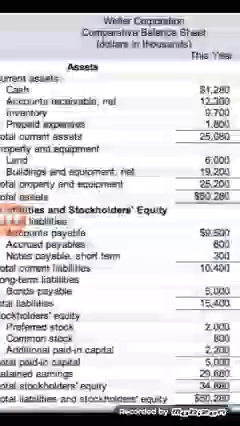 Weller Corporation
Comparative Balance Sheet
(dollars in thousands)
This Year
Assets
urrent assets:
Cash $1,280
Accounts receivable, net 12,300
Inventory 9,700
Prepaid expenses 1,800
otal current assets 25,080
roperty and equipment:
Land 6,000
Buildings and equipment, net 19,200
otal property and equipment 25,200
otal assets $50,280
ities and Stockholders' Equity
liabilities:
Accounts payable $9,500
Accrued payables 600
Notes payable, short term 300
otal current liabilities 10,400
ong-term liabilities:
Bonds payable 5,000
otal liabilities 15,400
tockholders' equity:
Preferred stock 2,000
Common stock 800
Additional paid-in capital 2,200
otal paid-in capital 5,000
etained earnings 29,880
otal stockholders' equity 34,880
otal liabilities and stockholders' equity $50,280
Recorded by